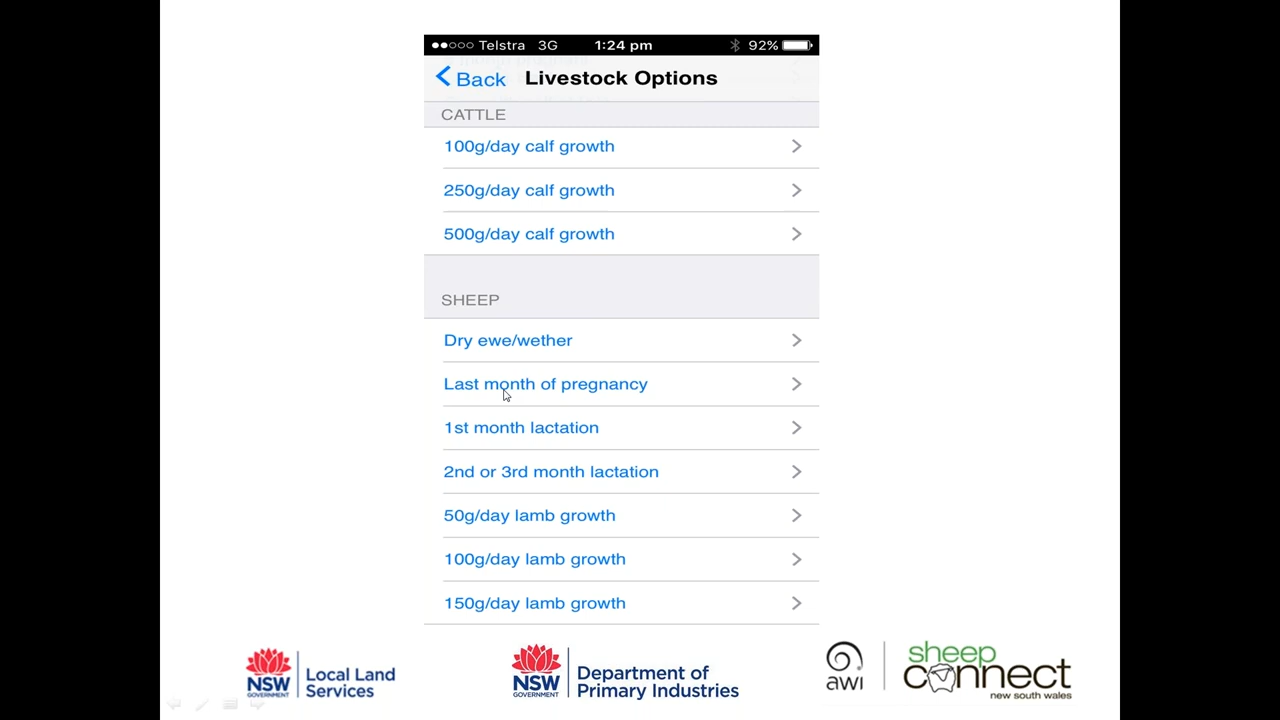 Telstra 3G 1:24 pm 92%
Back Livestock Options
CATTLE
100g/day calf growth
250g/day calf growth
500g/day calf growth
SHEEP
Dry ewe/wether
Last month of pregnancy
1st month lactation
2nd or 3rd month lactation
50g/day lamb growth
100g/day lamb growth
150g/day lamb growth
NSW
GOVERNMENT
Local Land
Services
NSW
GOVERNMENT
Department of
Primary Industries
awi
sheep
connect
new south wales